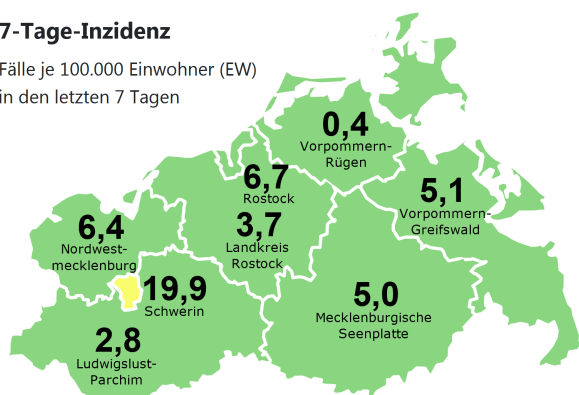 7-Tage-Inzidenz
Fälle je 100.000 Einwohner (EW)
in den letzten 7 Tagen
0,4
Vorpommern-
Rügen
6,7
Rostock
5,1
Vorpommern-
Greifswald
3,7
Landkreis
Rostock
6,4
Nordwest-
mecklenburg
19,9
Schwerin
5,0
Mecklenburgische
Seenplatte
2,8
Ludwigslust-
Parchim